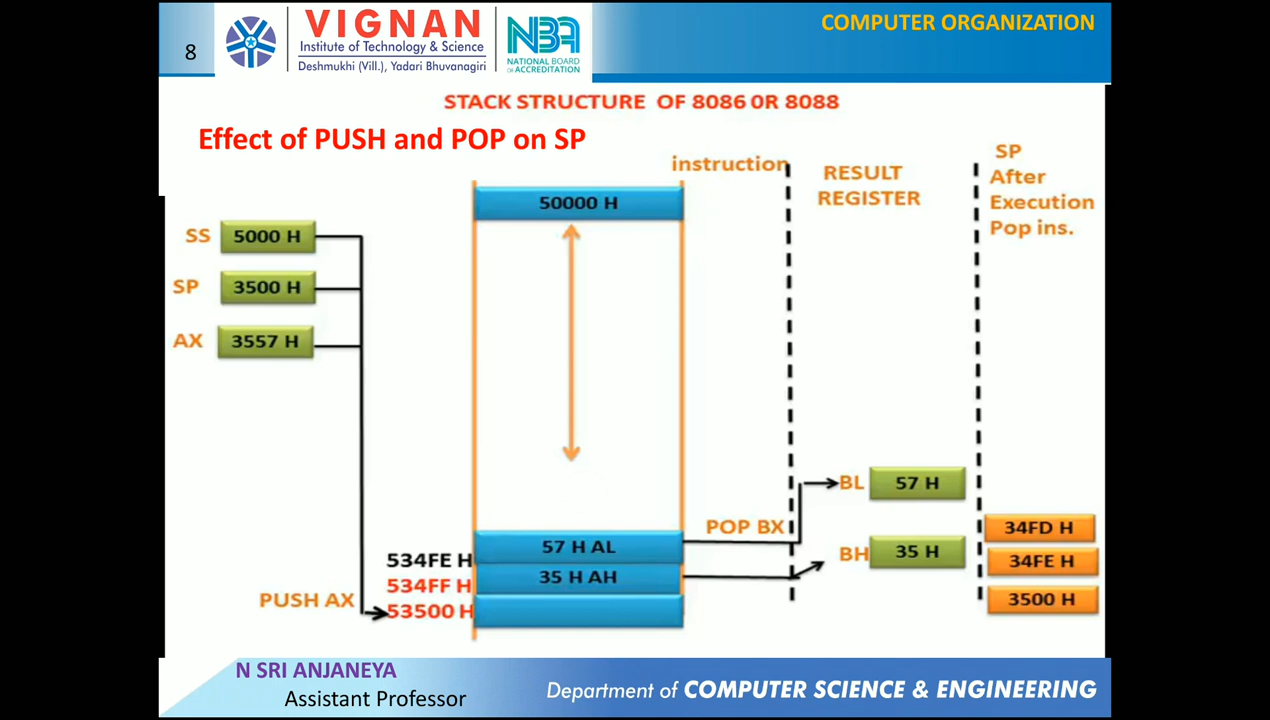 8
VIGNAN
Institute of Technology & Science
Deshmukhi (Vill.), Yadari Bhuvanagiri
NBA
NATIONAL BOARD
OF ACCREDITATION
COMPUTER ORGANIZATION
STACK STRUCTURE OF 8086 0R 8088
Effect of PUSH and POP on SP
instruction
RESULT
REGISTER
SP
After
Execution
Pop ins.
50000 H
SS 5000 H
SP 3500 H
AX 3557 H
BL 57 H
POP BX
34FD H
57 H AL
534FE H
BH 35 H
34FE H
35 H AH
534FF H
PUSH AX
53500 H
3500 H
N SRI ANJANEYA
Assistant Professor
Department of COMPUTER SCIENCE & ENGINEERING